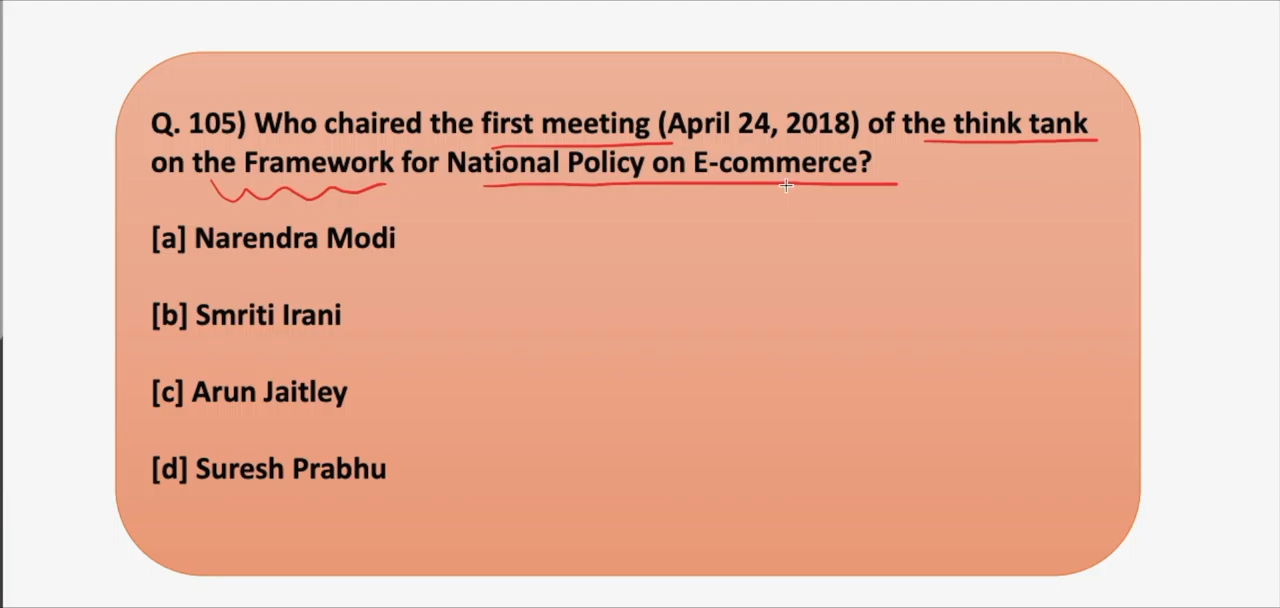 Q. 105) Who chaired the first meeting (April 24, 2018) of the think tank
on the Framework for National Policy on E-commerce?
[a] Narendra Modi
[b] Smriti Irani
[c] Arun Jaitley
[d] Suresh Prabhu